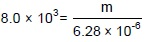 8.0 × 10³ = m / 6.28 × 10⁻⁶